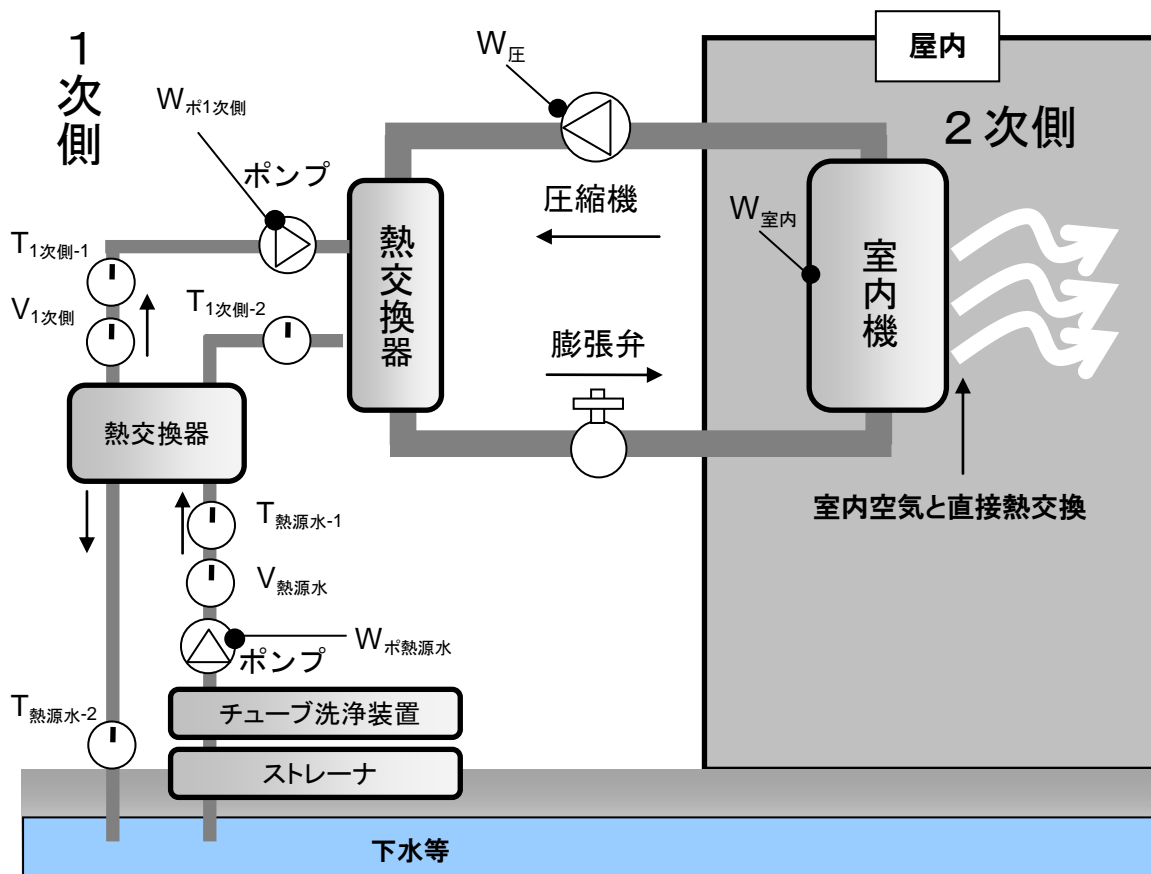 1次側
W圧
屋内
2次側
Wポ1次側
ポンプ
圧縮機
熱交換器
W室内
室内機
T1次側-1
V1次側
T1次側-2
膨張弁
熱交換器
T熱源水-1
室内空気と直接熱交換
V熱源水
Wポ熱源水
ポンプ
T熱源水-2
チューブ洗浄装置
ストレーナ
下水等